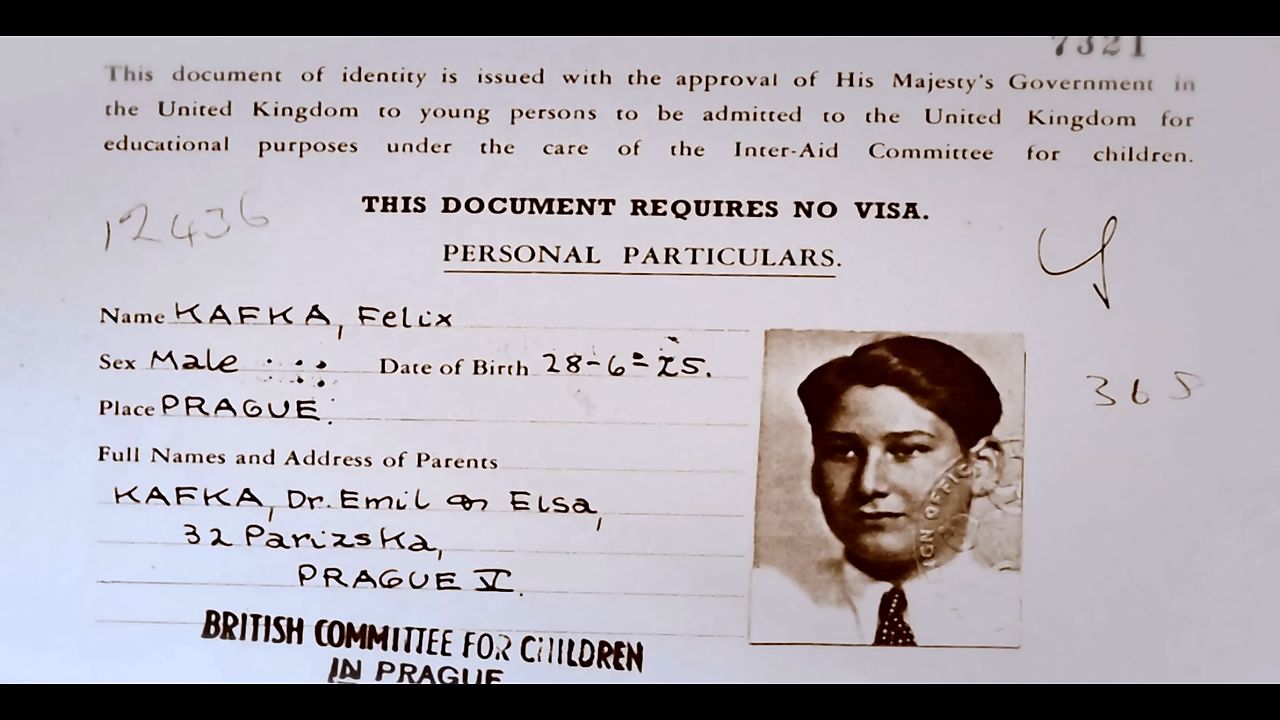 7321
This document of identity is issued with the approval of His Majesty's Government in
the United Kingdom to young persons to be admitted to the United Kingdom for
educational purposes under the care of the Inter-Aid Committee for children.
12436
THIS DOCUMENT REQUIRES NO VISA.
PERSONAL PARTICULARS.
Name KAFKA, Felix
Sex Male Date of Birth 28-6-25.
365
Place PRAGUE.
Full Names and Address of Parents
KAFKA, Dr. Emil Elsa,
32 Parizska,
PRAGUE V.
IGN OFFIC
BRITISH COMMITTEE FOR CHILDREN
IN PRAGUE